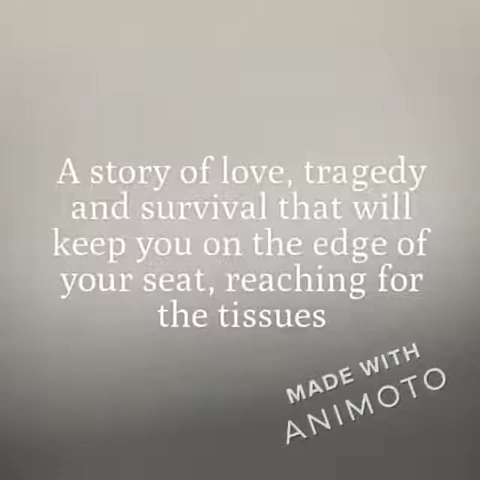 A story of love, tragedy
and survival that will
keep you on the edge of
your seat, reaching for
the tissues
MADE WITH
ANIMOTO